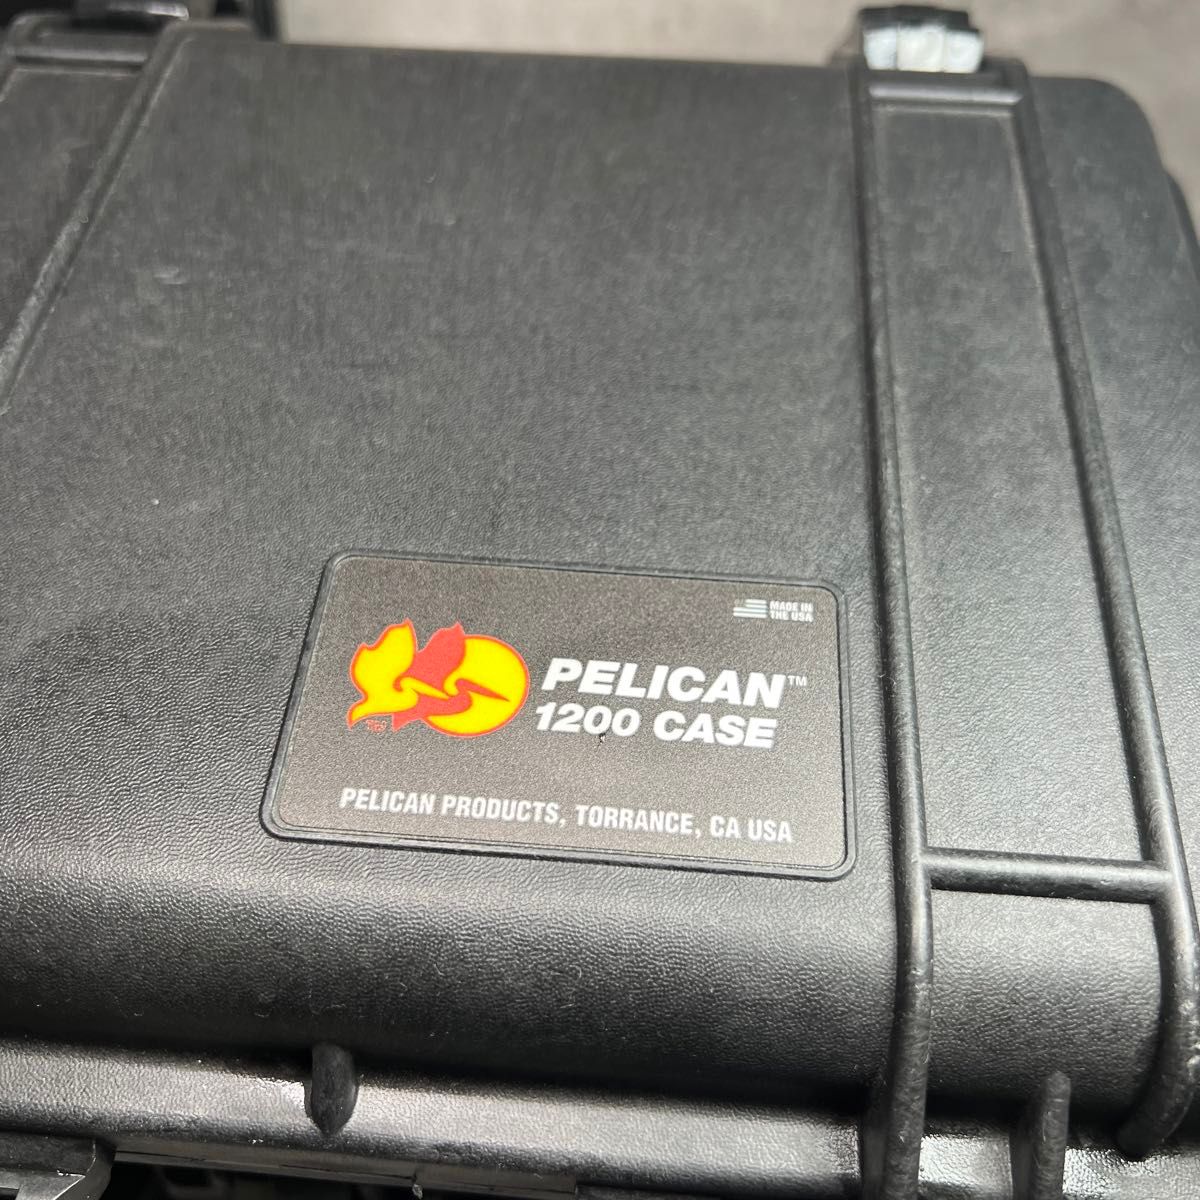 MADE IN
THE USA
PELICAN™
1200 CASE
PELICAN PRODUCTS, TORRANCE, CA USA